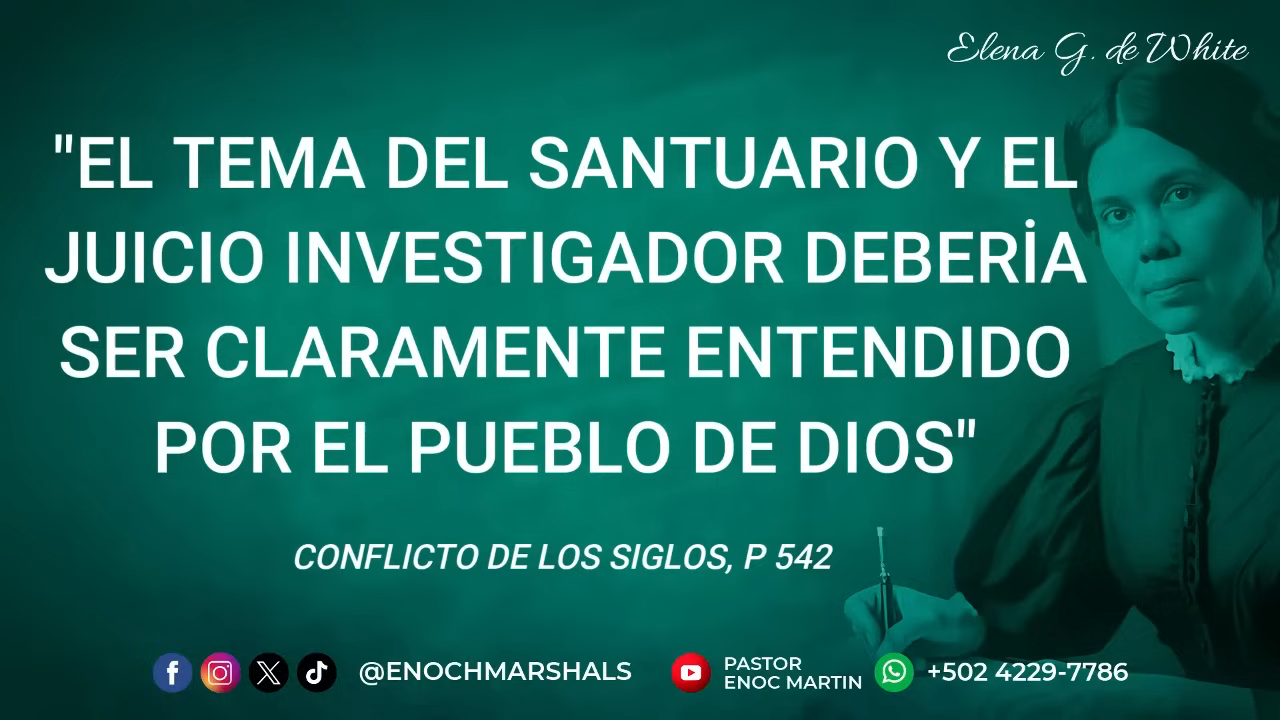 Elena G. de White
"EL TEMA DEL SANTUARIO Y EL
JUICIO INVESTIGADOR DEBERİA
SER CLARAMENTE ENTENDIDO
POR EL PUEBLO DE DIOS"
CONFLICTO DE LOS SIGLOS, P 542
@ENOCHMARSHALS
PASTOR
ENOC MARTIN
+502 4229-7786